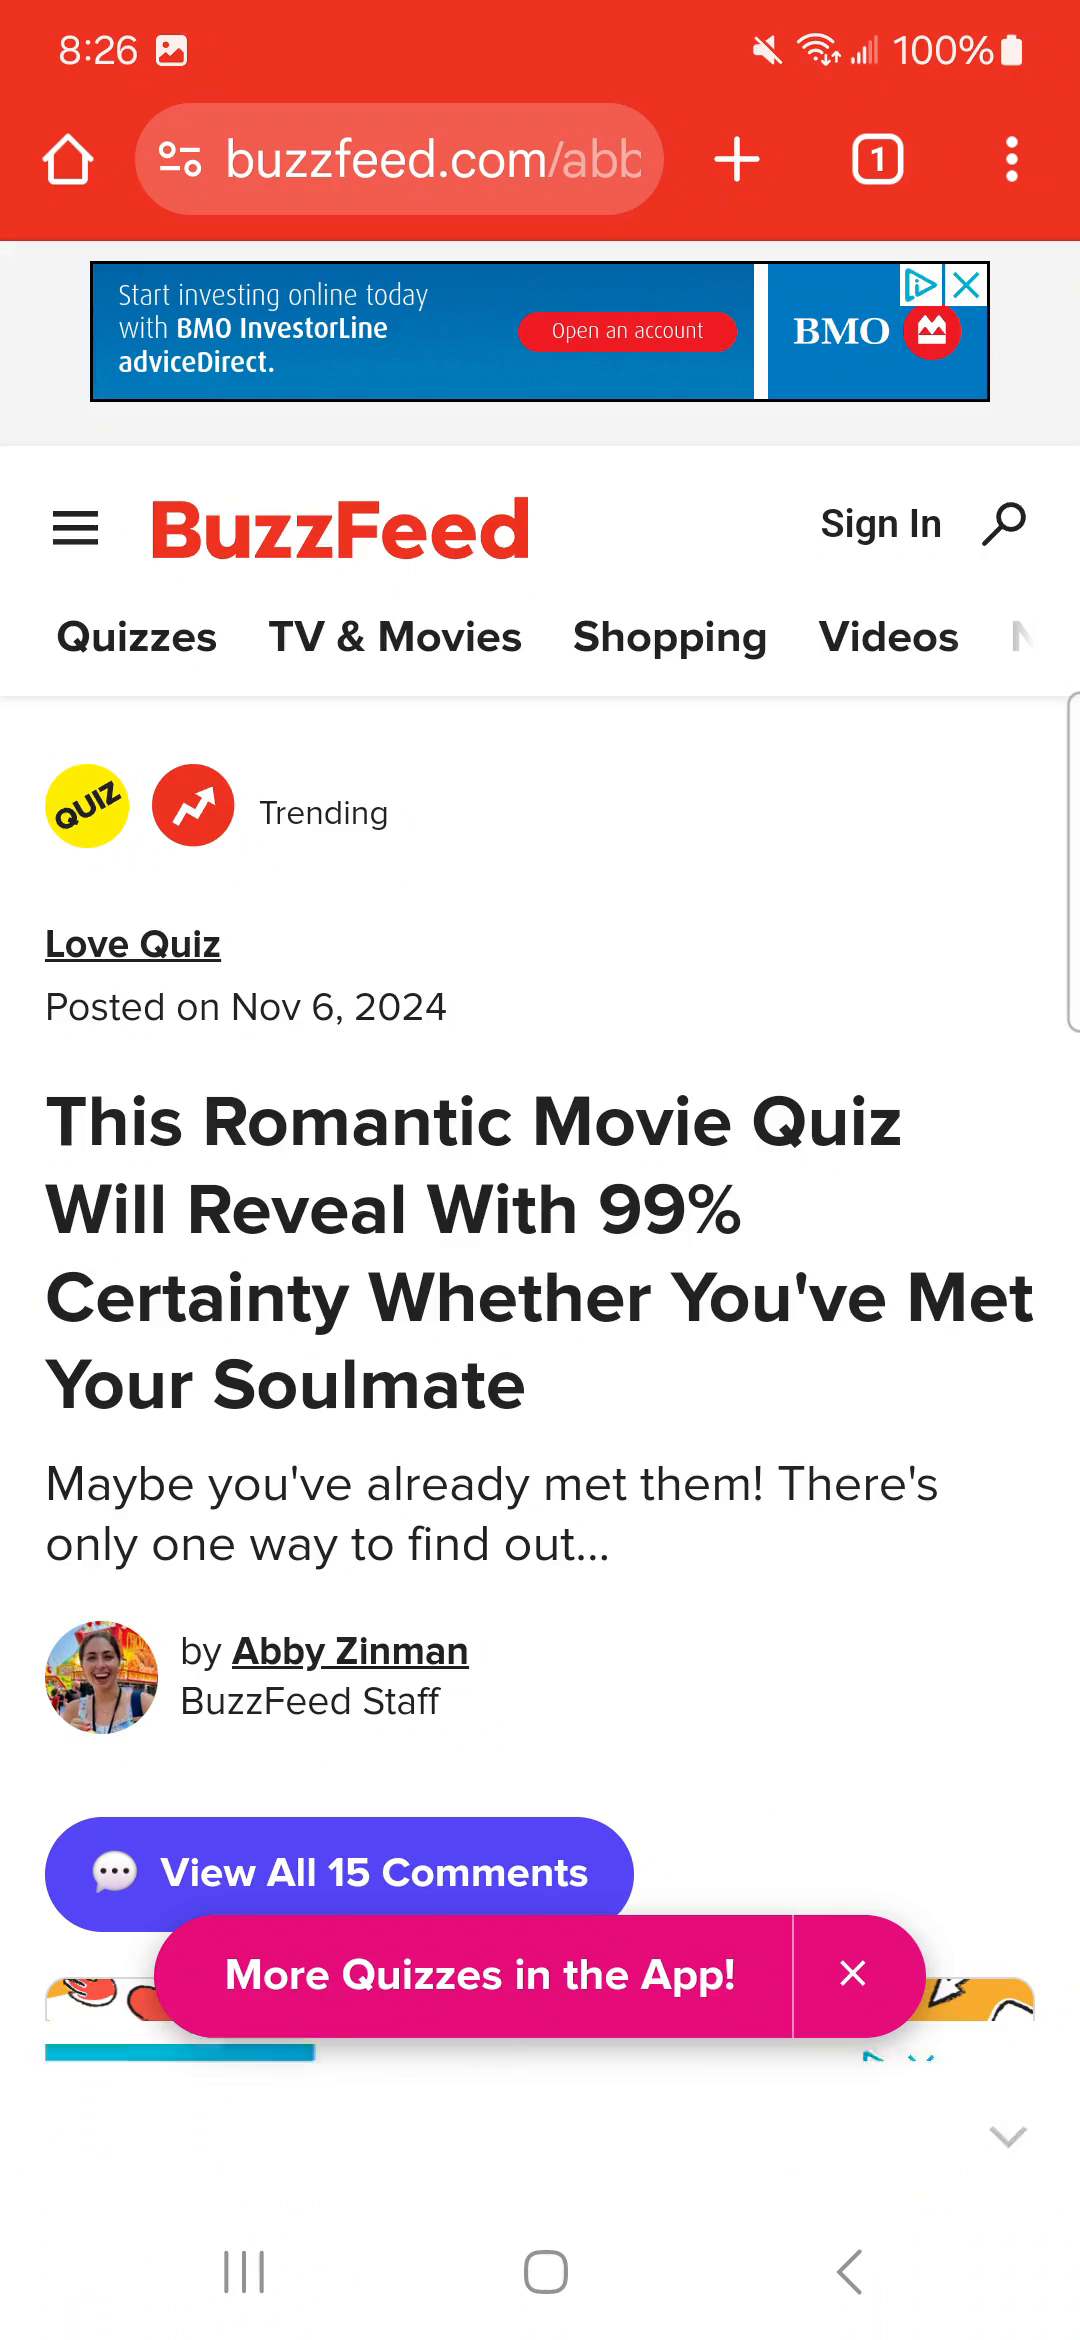 8:26
100%
buzzfeed.com/abb
1
Start investing online today
with BMO InvestorLine
adviceDirect.
Open an account
BMO
BuzzFeed
Sign In
Quizzes TV & Movies Shopping Videos
QUIZ
Trending
Love Quiz
Posted on Nov 6, 2024
This Romantic Movie Quiz
Will Reveal With 99%
Certainty Whether You've Met
Your Soulmate
Maybe you've already met them! There's
only one way to find out...
by Abby Zinman
BuzzFeed Staff
View All 15 Comments
More Quizzes in the App!